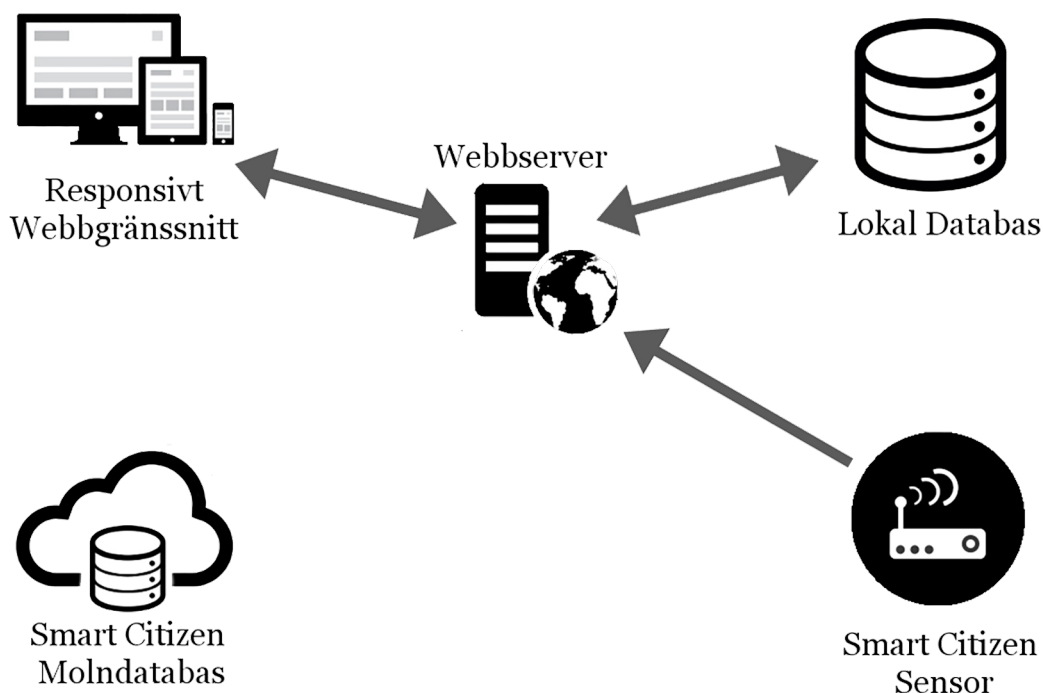 Responsivt
Webbgränssnitt
Webbserver
Lokal Databas
Smart Citizen
Molndatabas
Smart Citizen
Sensor